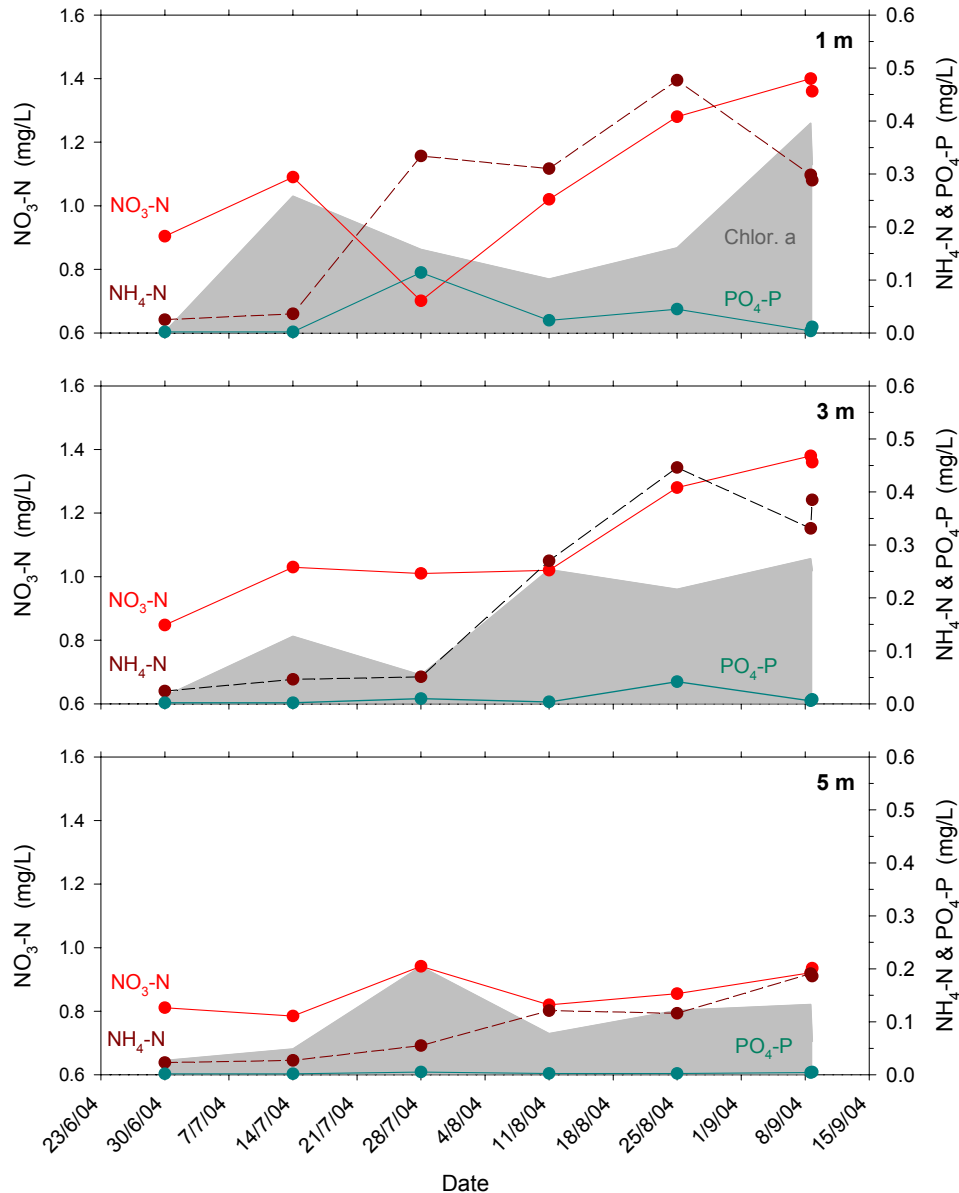 1 m
1.6
1.4
1.2
1.0
0.8
0.6
NO₃-N (mg/L)
0.6
0.5
0.4
0.3
0.2
0.1
0.0
NH₄-N & PO₄-P (mg/L)
NO₃-N
NH₄-N
Chlor. a
PO₄-P
3 m
1.6
1.4
1.2
1.0
0.8
0.6
NO₃-N (mg/L)
0.6
0.5
0.4
0.3
0.2
0.1
0.0
NH₄-N & PO₄-P (mg/L)
NO₃-N
NH₄-N
PO₄-P
5 m
1.6
1.4
1.2
1.0
0.8
0.6
NO₃-N (mg/L)
0.6
0.5
0.4
0.3
0.2
0.1
0.0
NH₄-N & PO₄-P (mg/L)
NO₃-N
NH₄-N
PO₄-P
23/6/04
30/6/04
7/7/04
14/7/04
21/7/04
28/7/04
4/8/04
11/8/04
18/8/04
25/8/04
1/9/04
8/9/04
15/9/04
Date